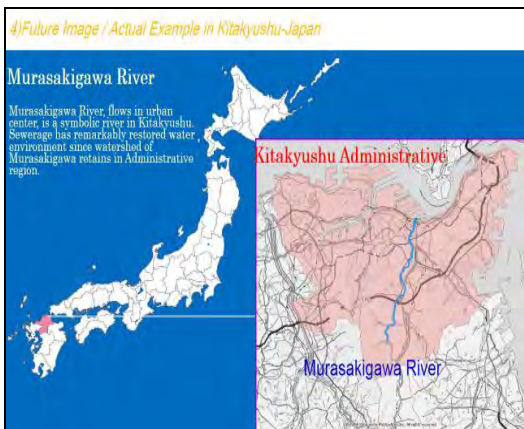 4)Future Image / Actual Example in Kitakyushu-Japan
Murasakigawa River
Murasakigawa River, flows in urban
center, is a symbolic river in Kitakyushu.
Sewerage has remarkably restored water
environment since watershed of
Murasakigawa retains in Administrative
region.
Kitakyushu Administrative
Murasakigawa River